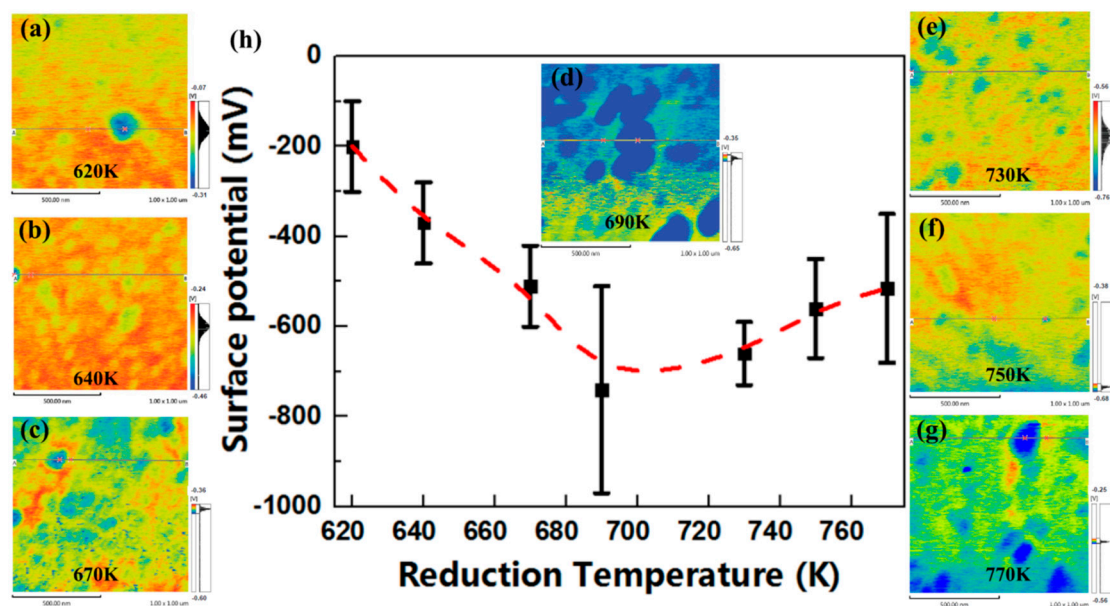 (a)
-0.07
[V]
A
B
620K
-0.31
500.00 nm
1.00 x 1.00 um
(b)
-0.24
[V]
A
B
640K
-0.46
500.00 nm
1.00 x 1.00 um
(c)
-0.36
[V]
A
B
670K
-0.60
500.00 nm
1.00 x 1.00 um
(h)
0
-200
-400
-600
-800
-1000
Surface potential (mV)
620
640
660
680
700
720
740
760
Reduction Temperature (K)
(d)
-0.35
[V]
A
B
690K
-0.65
500.00 nm
1.00 x 1.00 um
(e)
-0.56
[V]
A
B
730K
-0.76
500.00 nm
1.00 x 1.00 um
(f)
-0.38
[V]
A
B
750K
-0.68
500.00 nm
1.00 x 1.00 um
(g)
-0.26
[V]
A
B
770K
-0.56
500.00 nm
1.00 x 1.00 um